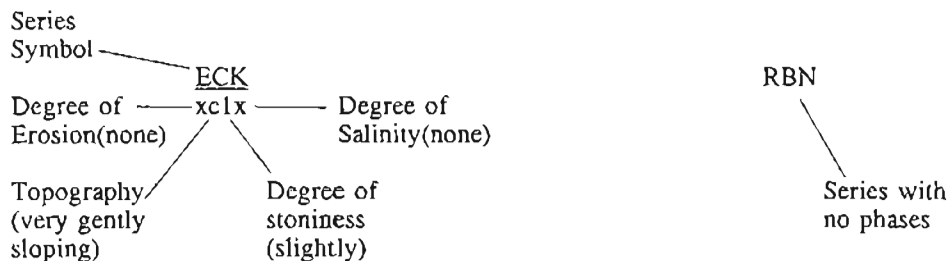 Series
Symbol
ECK
xclx
Degree of
Erosion(none)
Degree of
Salinity(none)
Topography
(very gently
sloping)
Degree of
stoniness
(slightly)
RBN
Series with
no phases